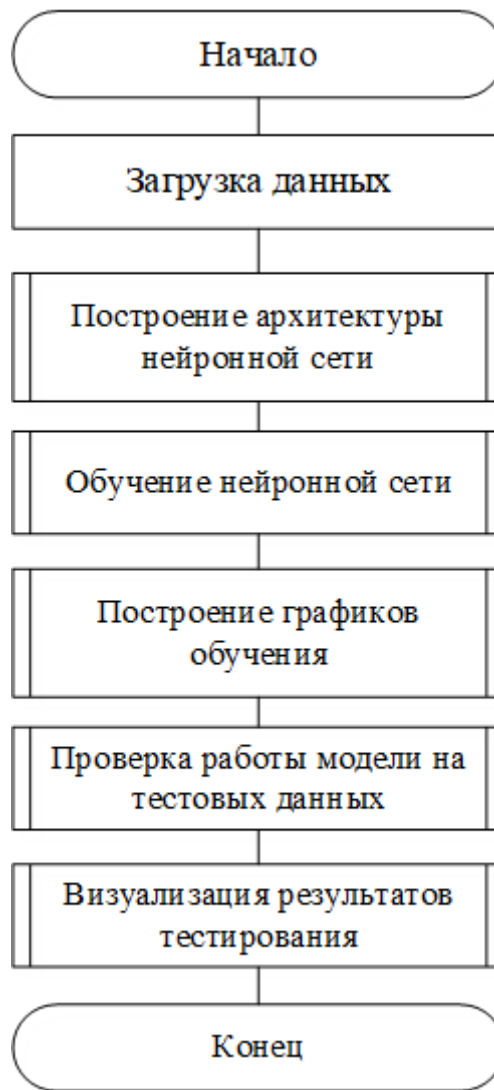 Начало
Загрузка данных
Построение архитектуры
нейронной сети
Обучение нейронной сети
Построение графиков
обучения
Проверка работы модели на
тестовых данных
Визуализация результатов
тестирования
Конец